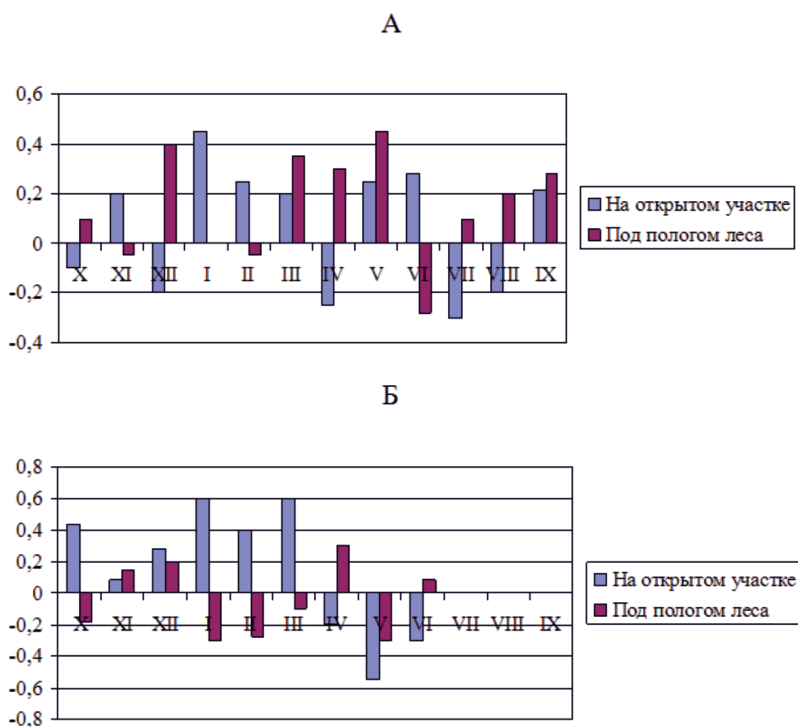 А
0,6
0,4
0,2
0
-0,2
-0,4
X XI XII I II III IV V VI VII VIII IX
На открытом участке
Под пологом леса
Б
0,8
0,6
0,4
0,2
0
-0,2
-0,4
-0,6
-0,8
X XI XII I II III IV V VI VII VIII IX
На открытом участке
Под пологом леса